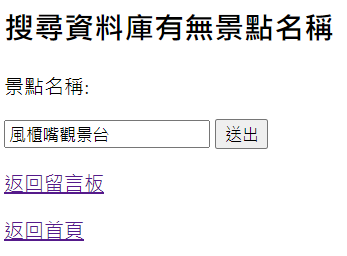 搜尋資料庫有無景點名稱
景點名稱:
風櫃嘴觀景台 送出
返回留言板
返回首頁